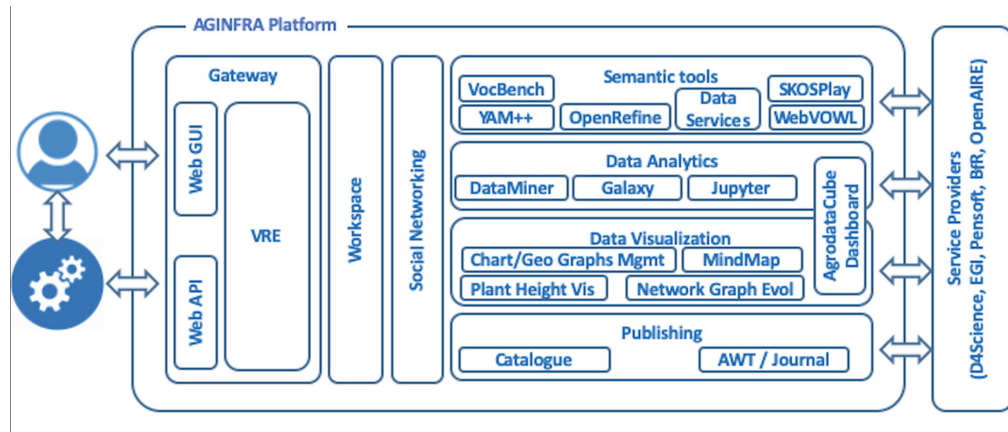 AGINFRA Platform
Gateway
Web GUI
Web API
VRE
Workspace
Social Networking
Semantic tools
VocBench
YAM++
OpenRefine
Data
Services
SKOSPlay
WebVOWL
Data Analytics
DataMiner
Galaxy
Jupyter
AgrodataCube
Dashboard
Data Visualization
Chart/Geo Graphs Mgmt
MindMap
Plant Height Vis
Network Graph Evol
Publishing
Catalogue
AWT / Journal
Service Providers
(D4Science, EGI, Pensoft, BfR, OpenAIRE)